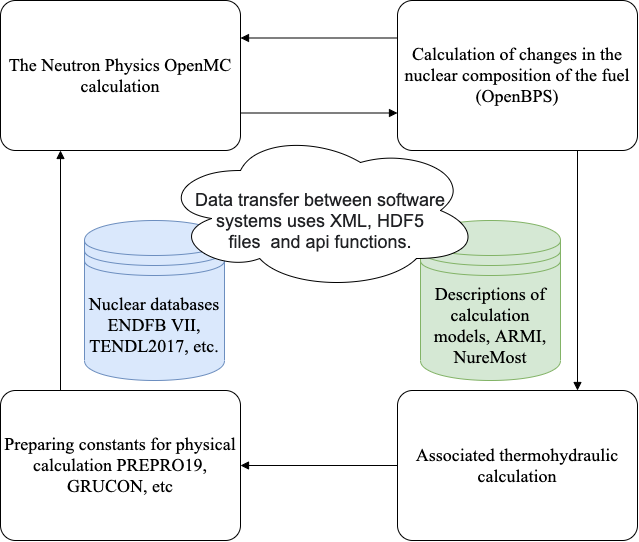 The Neutron Physics OpenMC
calculation
Calculation of changes in the
nuclear composition of the fuel
(OpenBPS)
Data transfer between software
systems uses XML, HDF5
files and api functions.
Nuclear databases
ENDFB VII,
TENDL2017, etc.
Descriptions of
calculation
models, ARMI,
NureMost
Preparing constants for physical
calculation PREPRO19,
GRUCON, etc
Associated thermohydraulic
calculation